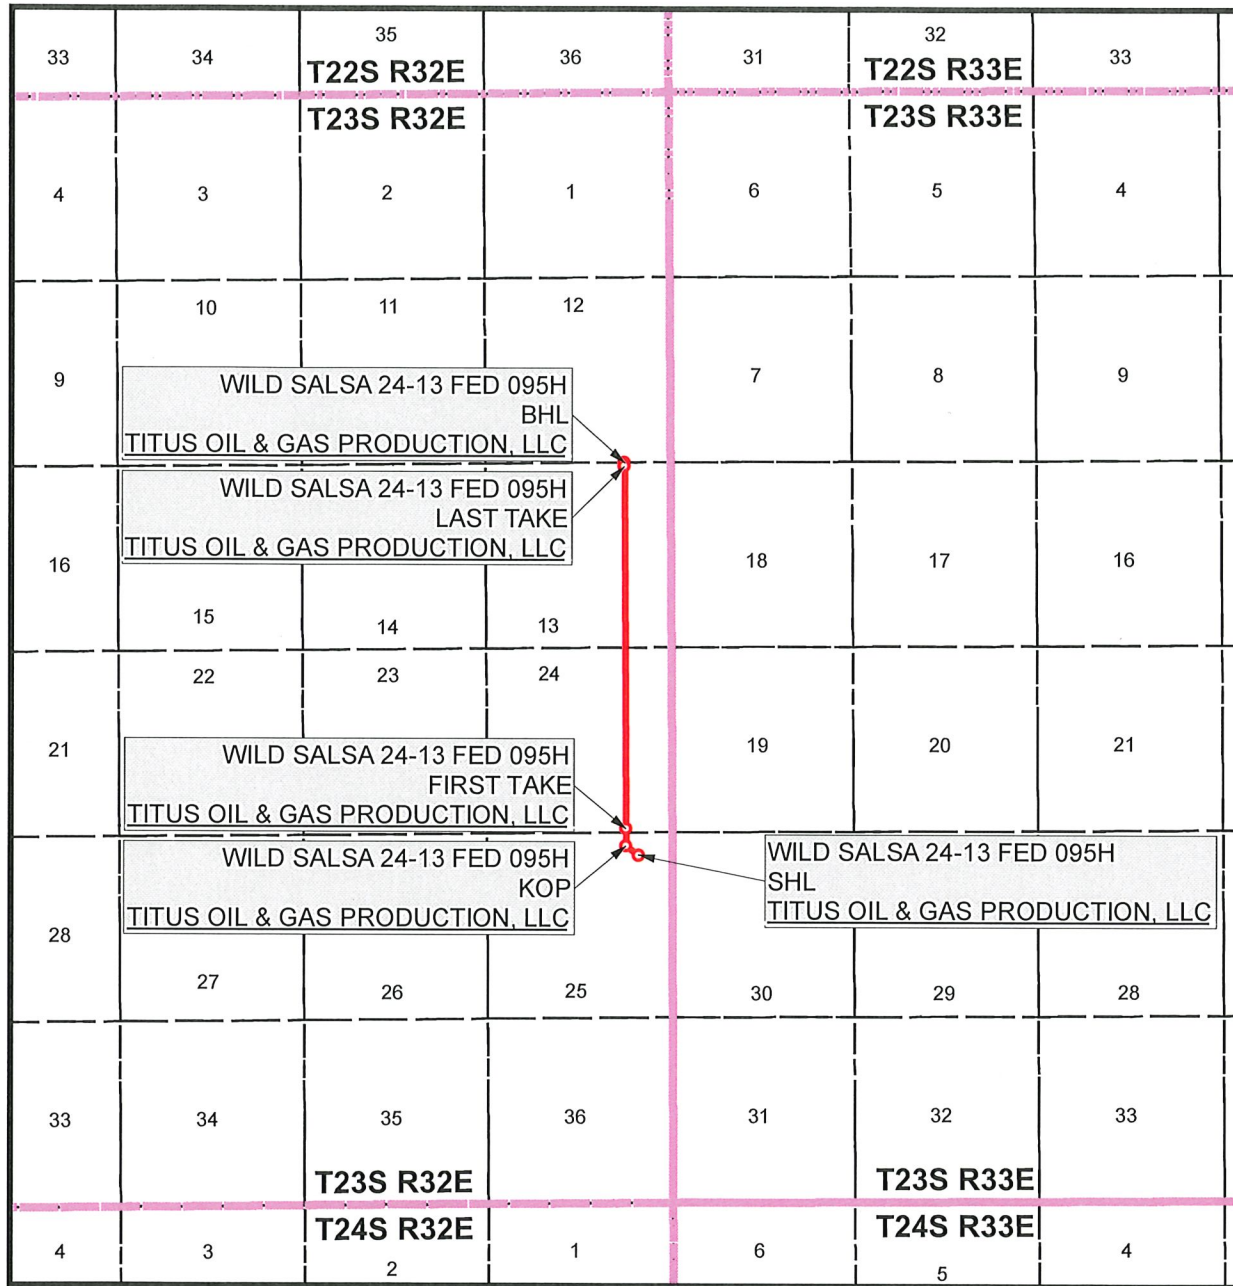 33 34 35 36 31 32 33
T22S R32E T22S R33E
T23S R32E T23S R33E
4 3 2 1 6 5 4
10 11 12
9 7 8 9
WILD SALSA 24-13 FED 095H
BHL
TITUS OIL & GAS PRODUCTION, LLC
WILD SALSA 24-13 FED 095H
LAST TAKE
TITUS OIL & GAS PRODUCTION, LLC
16 18 17 16
15 14 13
22 23 24
21 19 20 21
WILD SALSA 24-13 FED 095H
FIRST TAKE
TITUS OIL & GAS PRODUCTION, LLC
WILD SALSA 24-13 FED 095H
KOP
TITUS OIL & GAS PRODUCTION, LLC
WILD SALSA 24-13 FED 095H
SHL
TITUS OIL & GAS PRODUCTION, LLC
28
27 26 25 30 29 28
33 34 35 36 31 32 33
T23S R32E T23S R33E
T24S R32E T24S R33E
4 3 2 1 6 5 4